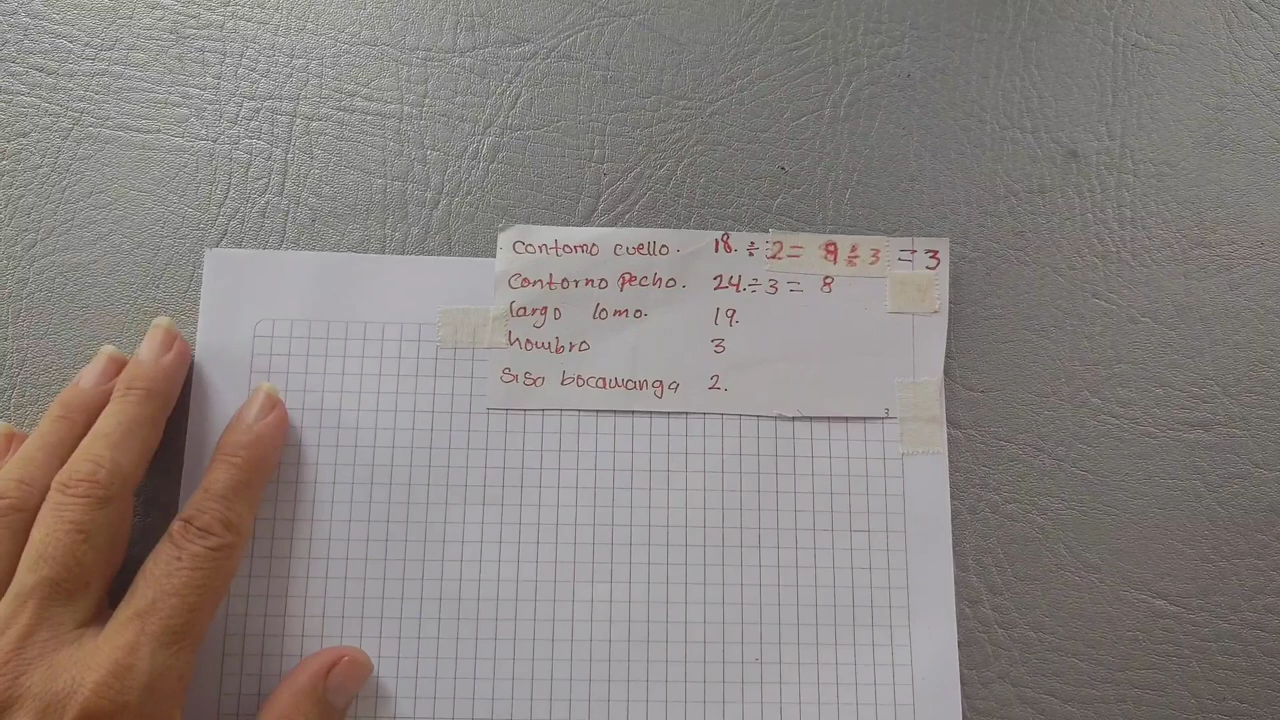 . Contorno cuello. 18. ÷ 2 = 9 ÷ 3 = 3
Contorno pecho. 24. ÷ 3 = 8
largo lomo. 19.
hombro 3
sisa bocamanga 2.
3